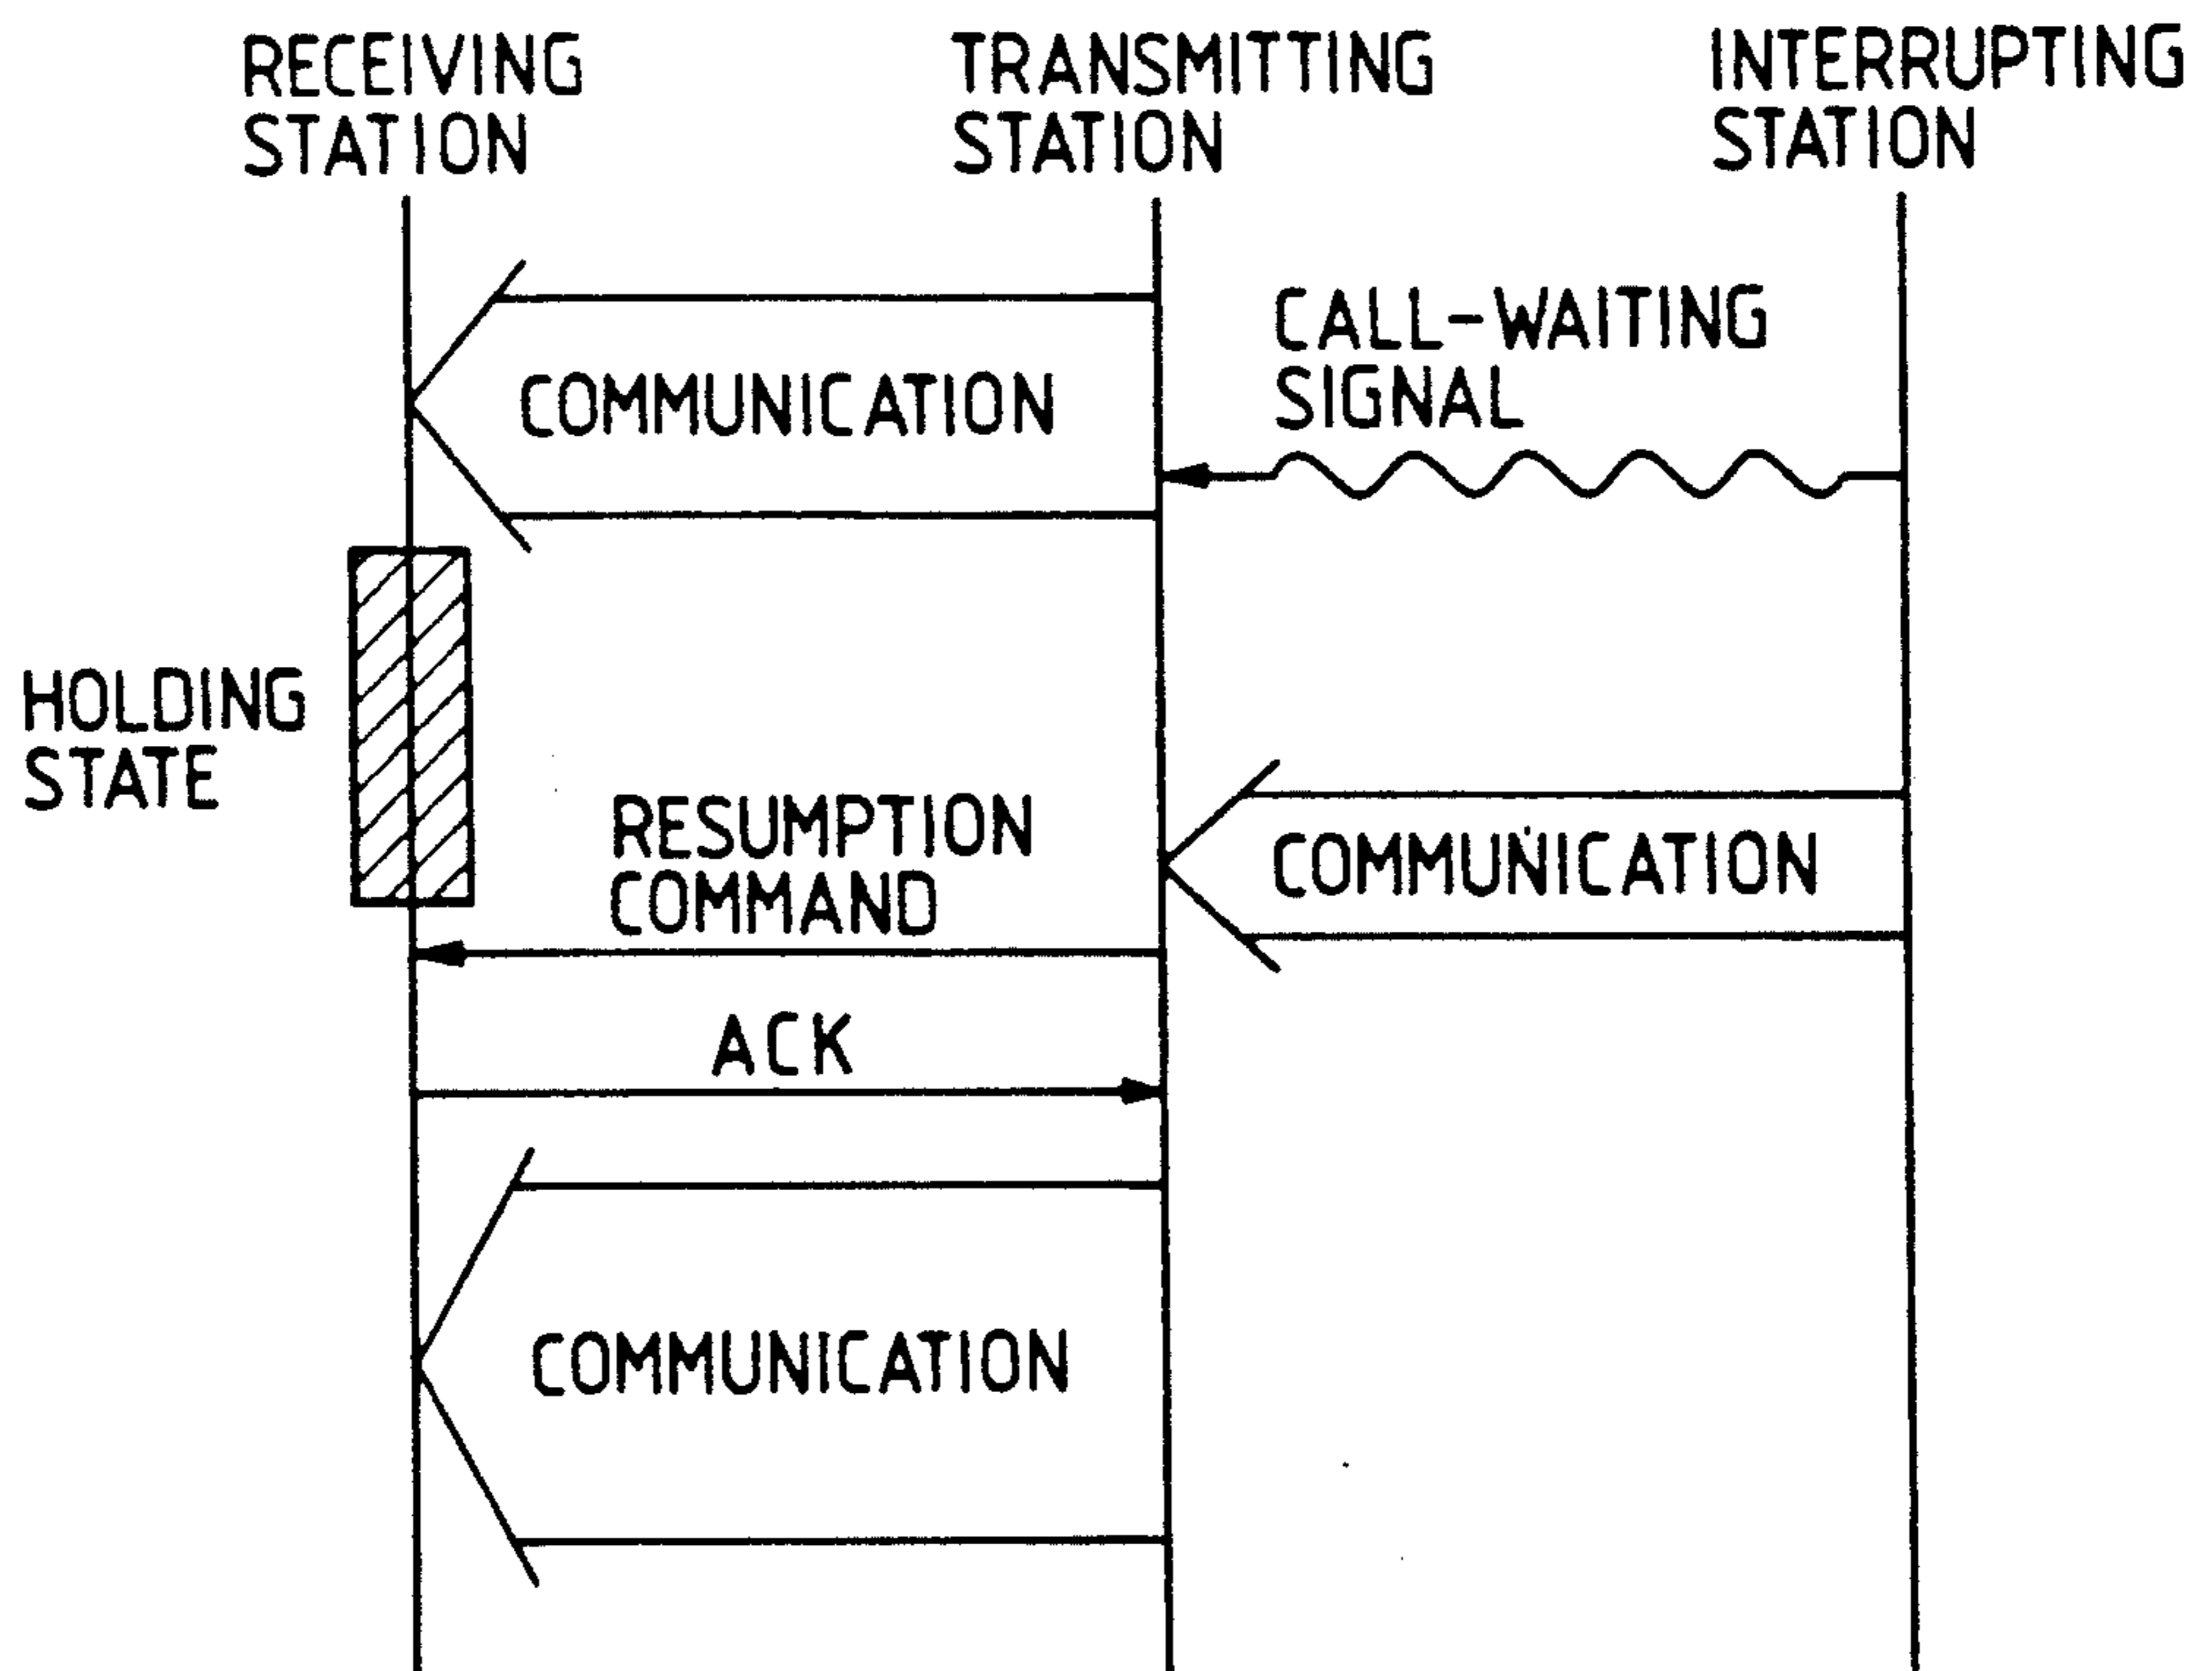 RECEIVING
STATION
TRANSMITTING
STATION
INTERRUPTING
STATION
CALL-WAITING
SIGNAL
COMMUNICATION
HOLDING
STATE
RESUMPTION
COMMAND
COMMUNICATION
ACK
COMMUNICATION